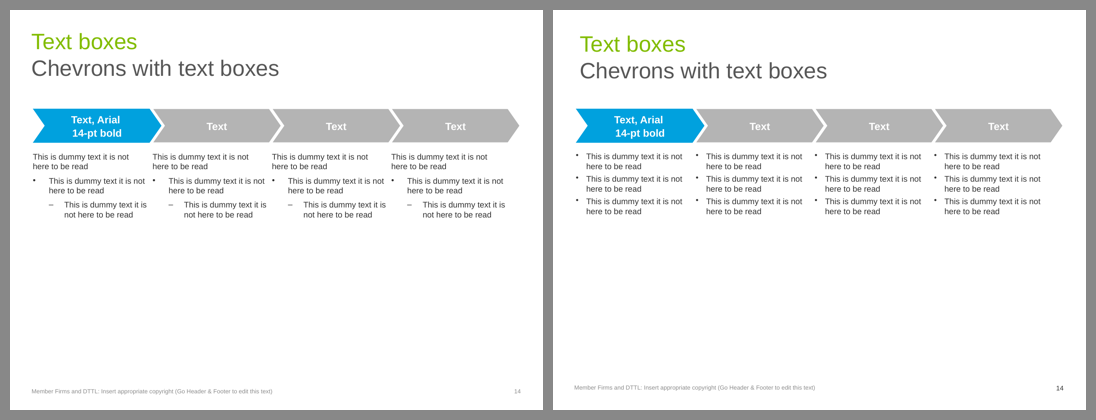 Text boxes
Chevrons with text boxes
Text, Arial
14-pt bold
Text
Text
Text
This is dummy text it is not
here to be read
• This is dummy text it is not
here to be read
– This is dummy text it is
not here to be read
This is dummy text it is not
here to be read
• This is dummy text it is not
here to be read
– This is dummy text it is
not here to be read
This is dummy text it is not
here to be read
• This is dummy text it is not
here to be read
– This is dummy text it is
not here to be read
This is dummy text it is not
here to be read
• This is dummy text it is not
here to be read
– This is dummy text it is
not here to be read
Member Firms and DTTL: Insert appropriate copyright (Go Header & Footer to edit this text)
14
Text boxes
Chevrons with text boxes
Text, Arial
14-pt bold
Text
Text
Text
• This is dummy text it is not
here to be read
• This is dummy text it is not
here to be read
• This is dummy text it is not
here to be read
• This is dummy text it is not
here to be read
• This is dummy text it is not
here to be read
• This is dummy text it is not
here to be read
• This is dummy text it is not
here to be read
• This is dummy text it is not
here to be read
• This is dummy text it is not
here to be read
• This is dummy text it is not
here to be read
• This is dummy text it is not
here to be read
• This is dummy text it is not
here to be read
Member Firms and DTTL: Insert appropriate copyright (Go Header & Footer to edit this text)
14